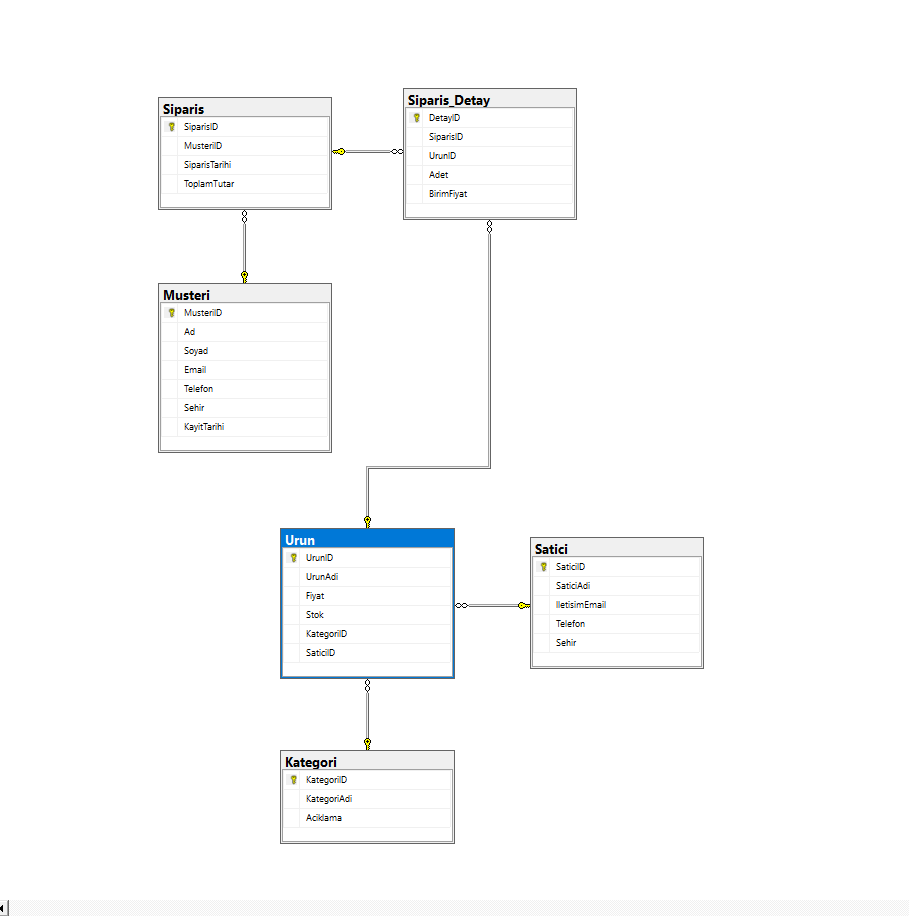 Siparis
SiparisID
MusteriID
SiparisTarihi
ToplamTutar
Siparis_Detay
DetayID
SiparisID
UrunID
Adet
BirimFiyat
Musteri
MusteriID
Ad
Soyad
Email
Telefon
Sehir
KayitTarihi
Urun
UrunID
UrunAdi
Fiyat
Stok
KategoriID
SaticiID
Satici
SaticiID
SaticiAdi
IletisimEmail
Telefon
Sehir
Kategori
KategoriID
KategoriAdi
Aciklama